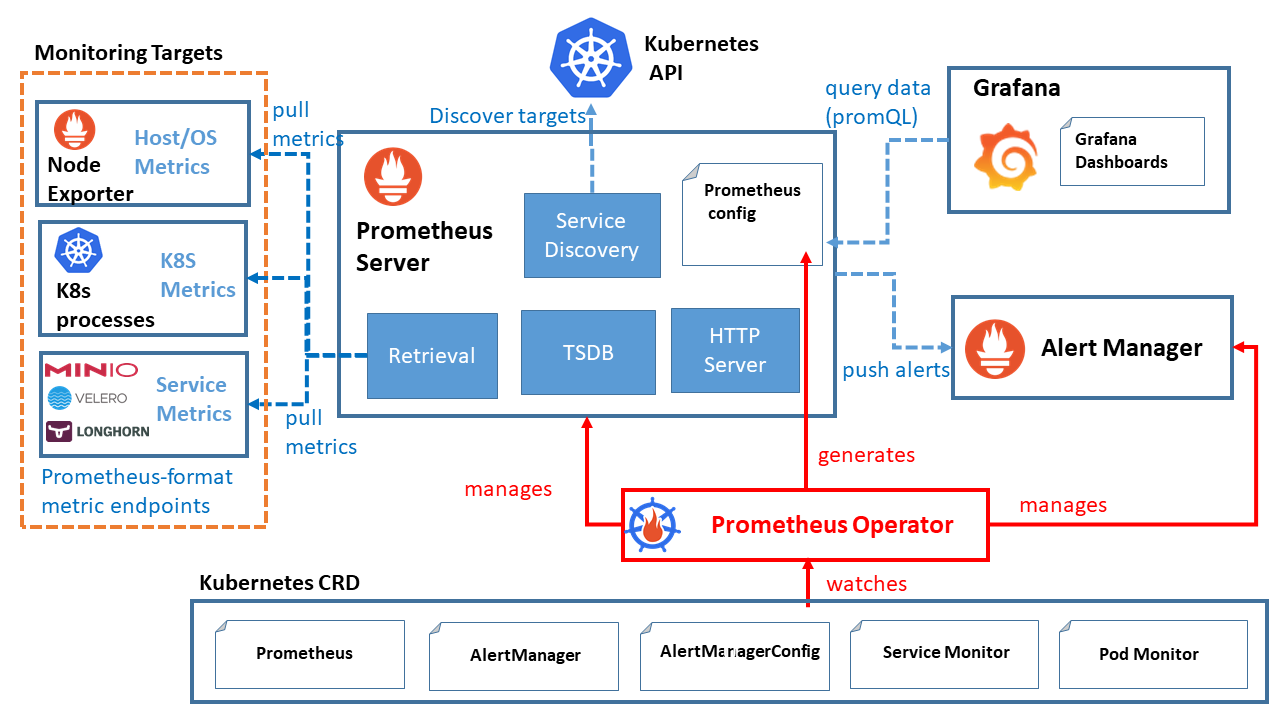 Monitoring Targets
Node
Exporter
Host/OS
Metrics
K8s
processes
K8S
Metrics
MINIO
VELERO
LONGHORN
Service
Metrics
Prometheus-format
metric endpoints
pull
metrics
pull
metrics
Kubernetes
API
Discover targets
Prometheus
Server
Service
Discovery
Prometheus
config
Retrieval
TSDB
HTTP
Server
query data
(promQL)
Grafana
Grafana
Dashboards
push alerts
Alert Manager
manages
generates
manages
Prometheus Operator
watches
Kubernetes CRD
Prometheus
AlertManager
AlertManagerConfig
Service Monitor
Pod Monitor